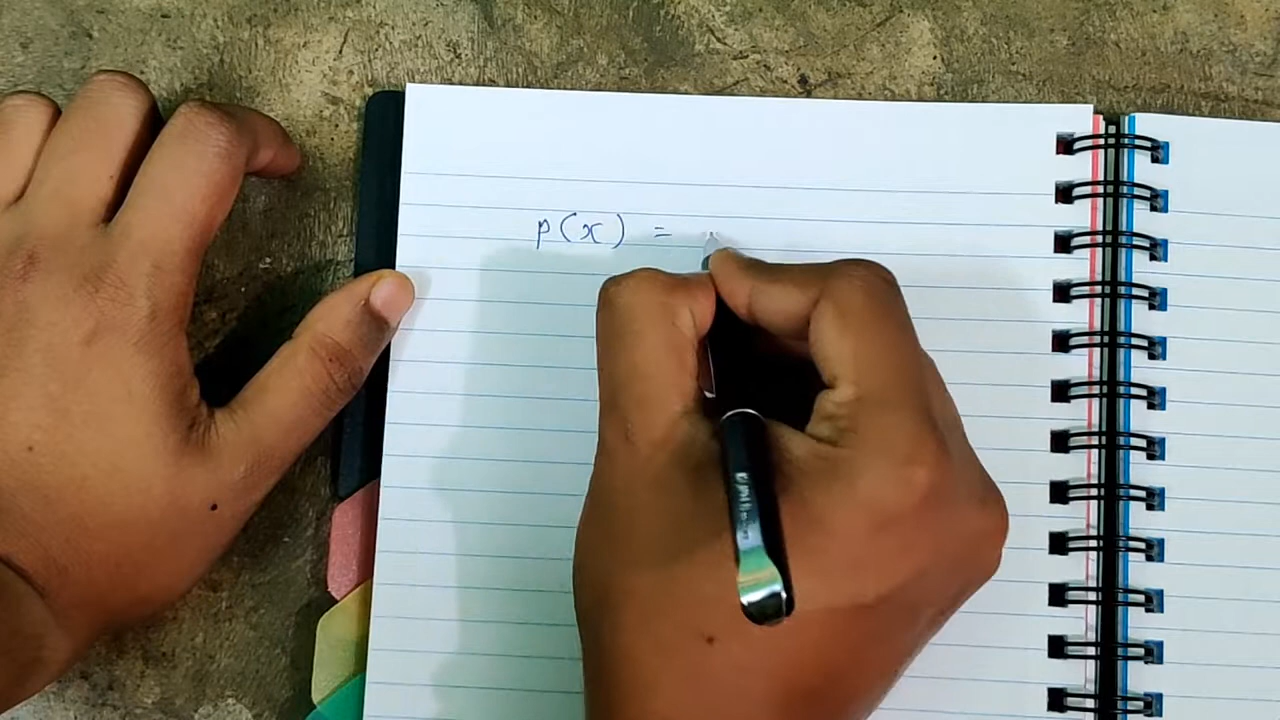 p(x) =